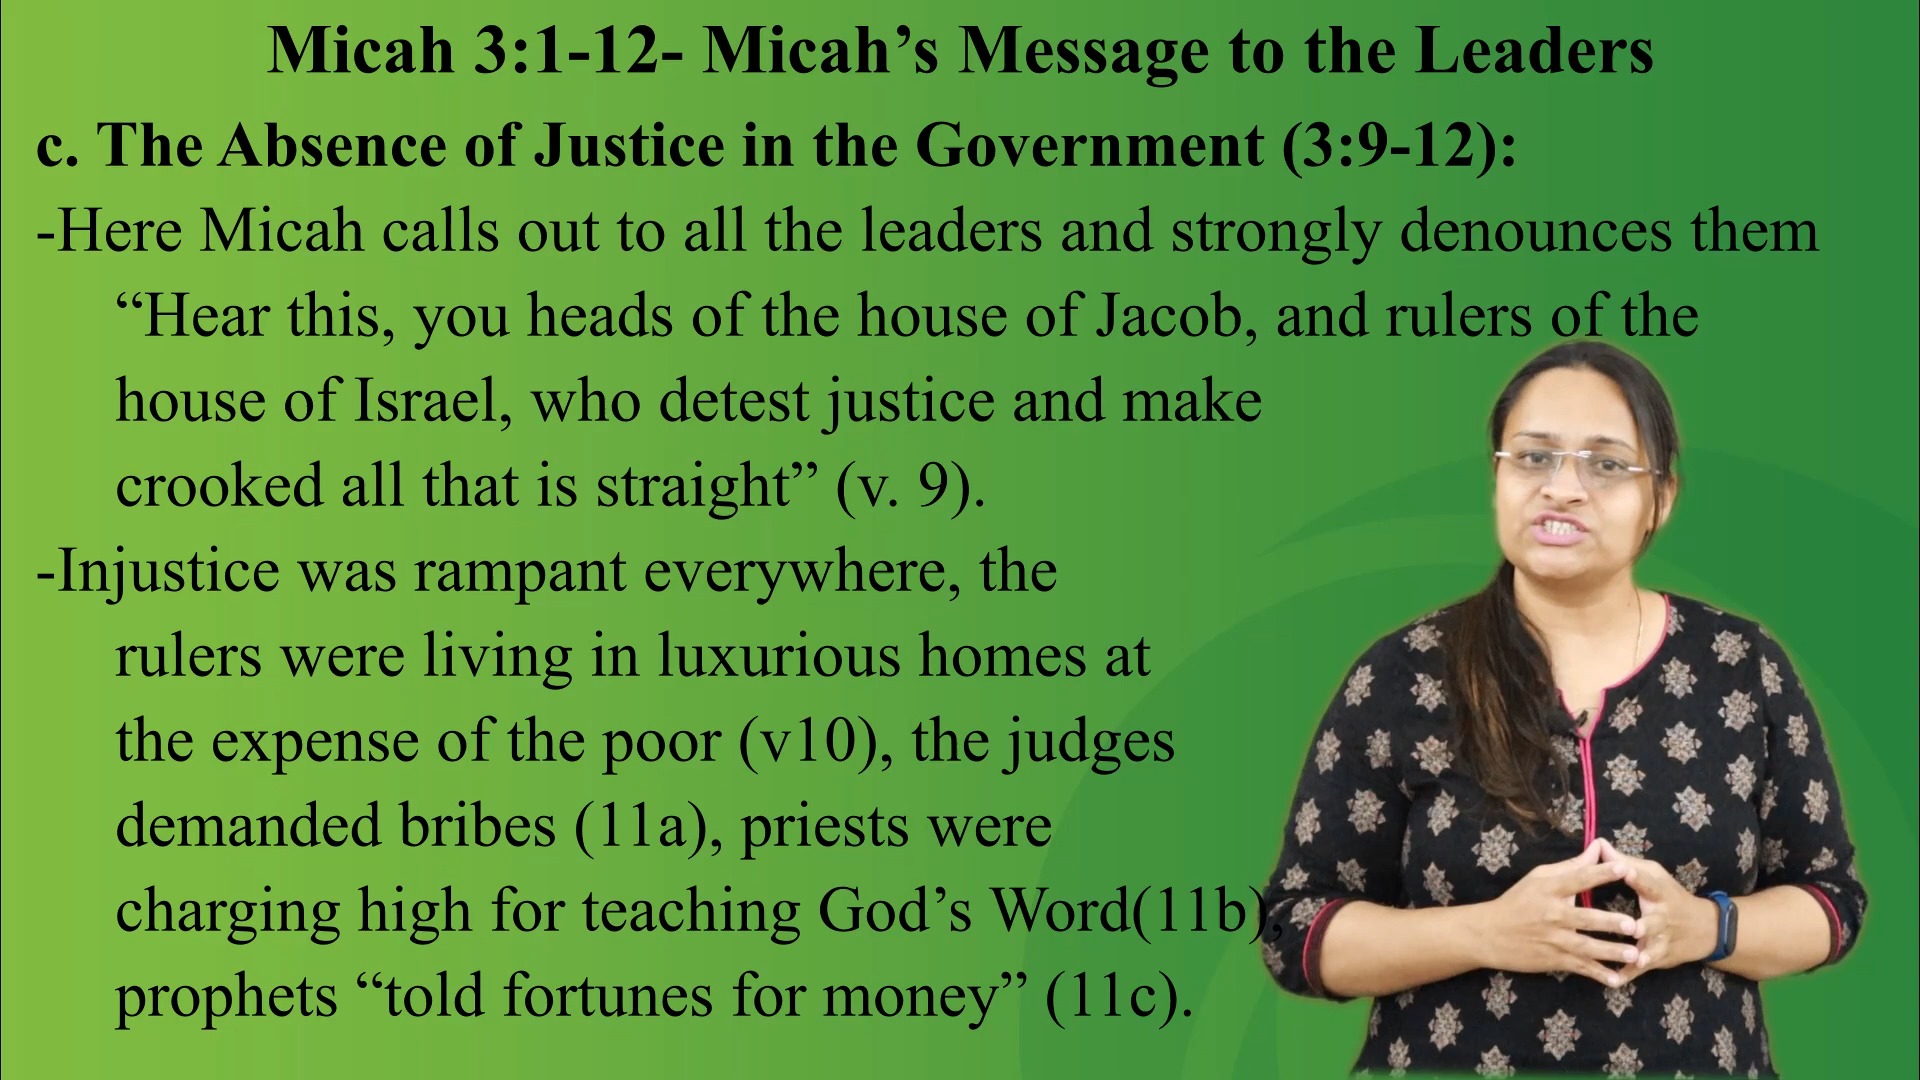 Micah 3:1-12- Micah’s Message to the Leaders
c. The Absence of Justice in the Government (3:9-12):
-Here Micah calls out to all the leaders and strongly denounces them
“Hear this, you heads of the house of Jacob, and rulers of the
house of Israel, who detest justice and make
crooked all that is straight” (v. 9).
-Injustice was rampant everywhere, the
rulers were living in luxurious homes at
the expense of the poor (v10), the judges
demanded bribes (11a), priests were
charging high for teaching God’s Word(11b),
prophets “told fortunes for money” (11c).